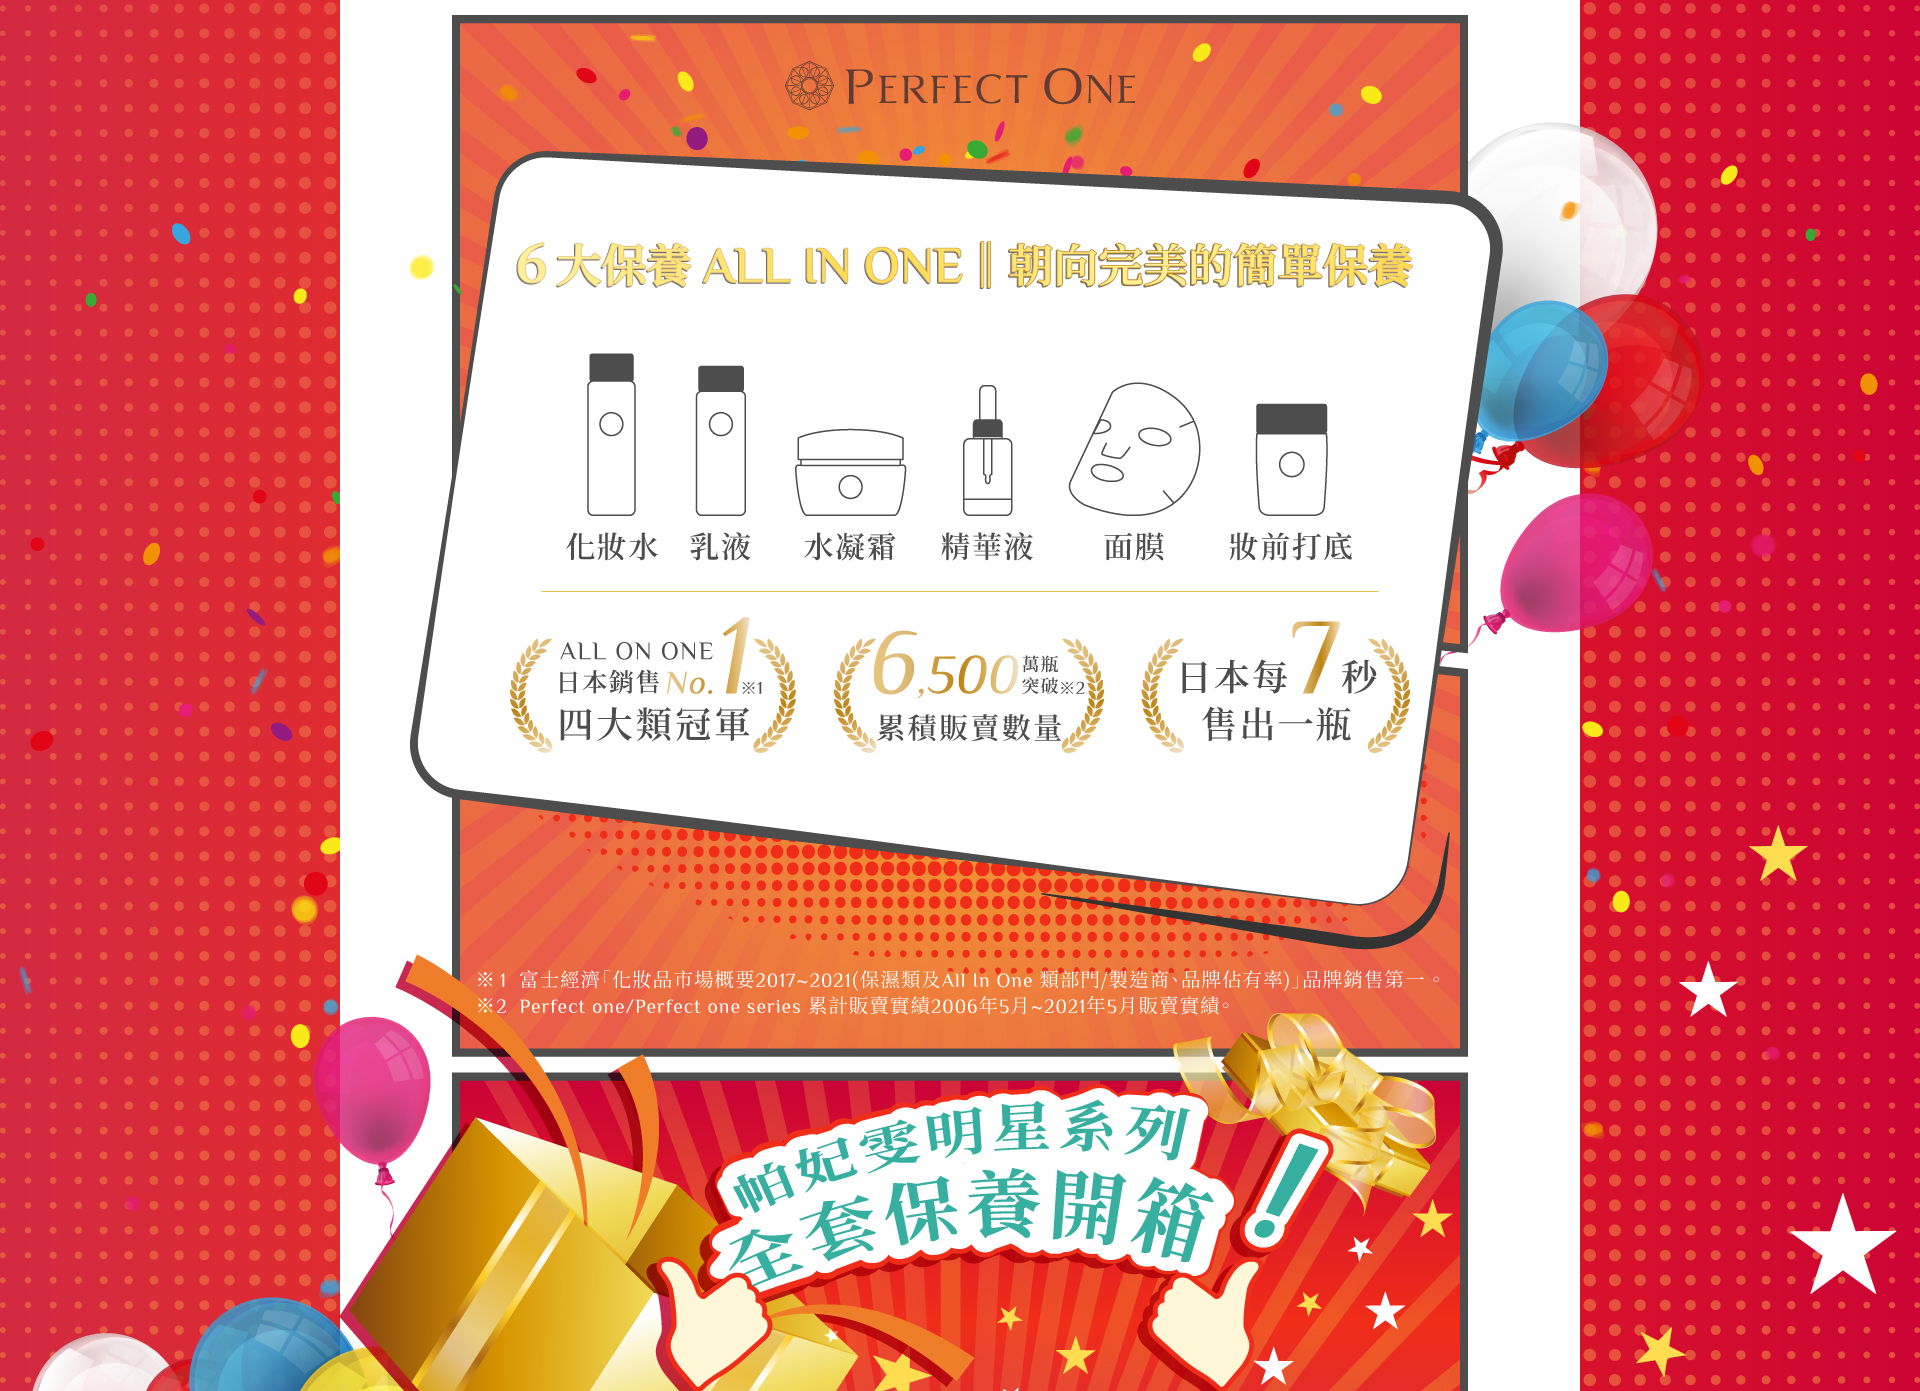 PERFECT ONE
6大保養 ALL IN ONE‖朝向完美的簡單保養
化妝水 乳液 水凝霜 精華液 面膜 妝前打底
ALL ON ONE
日本銷售 No.1※1
四大類冠軍
6,500萬瓶突破※2
累積販賣數量
日本每7秒
售出一瓶
※1 富士經濟「化妝品市場概要2017~2021(保濕類及All In One 類部門/製造商、品牌佔有率)」品牌銷售第一。
※2 Perfect one/Perfect one series 累計販賣實績2006年5月~2021年5月販賣實績。
帕妃雯明星系列
全套保養開箱!